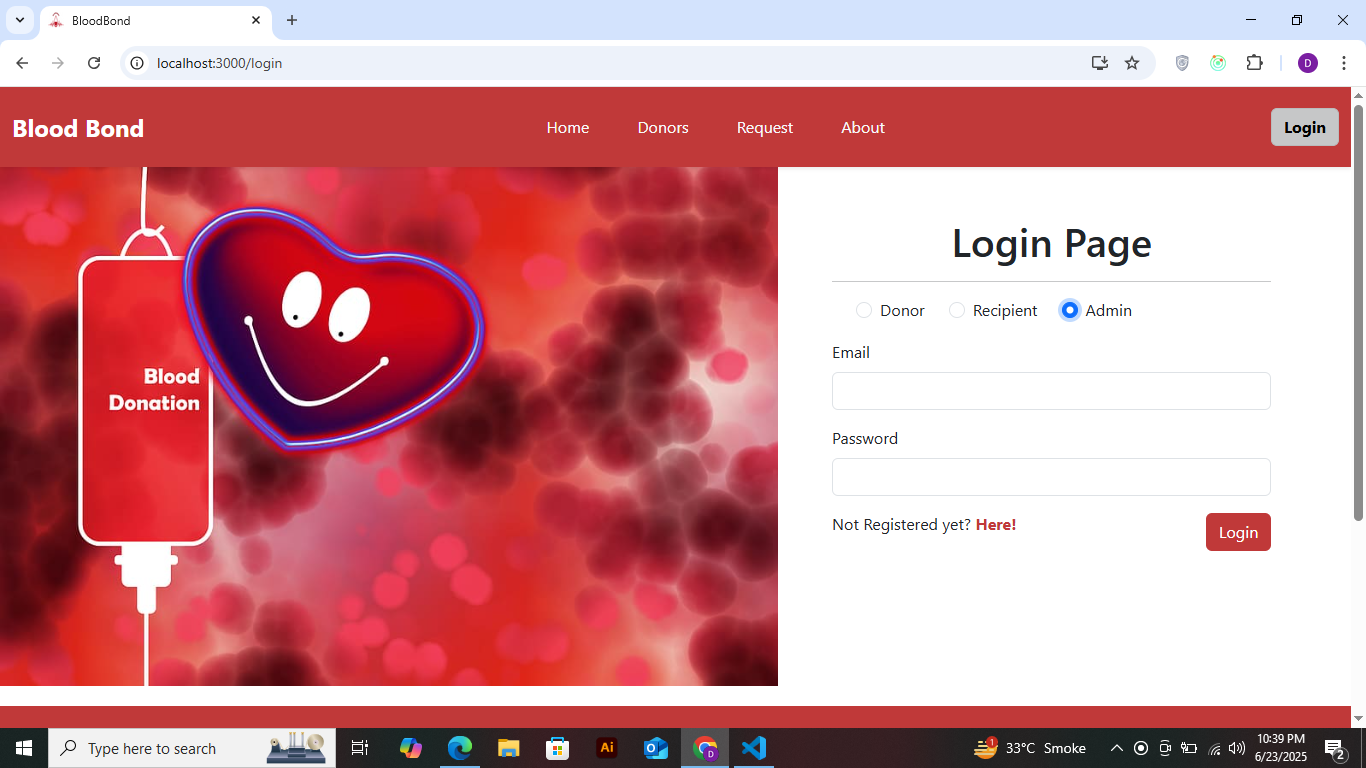 BloodBond
localhost:3000/login
D
Blood Bond
Home
Donors
Request
About
Login
Blood
Donation
Login Page
Donor
Recipient
Admin
Email
Password
Not Registered yet? Here!
Login
Type here to search
Ai
D
1
33°C Smoke
10:39 PM
6/23/2025
2